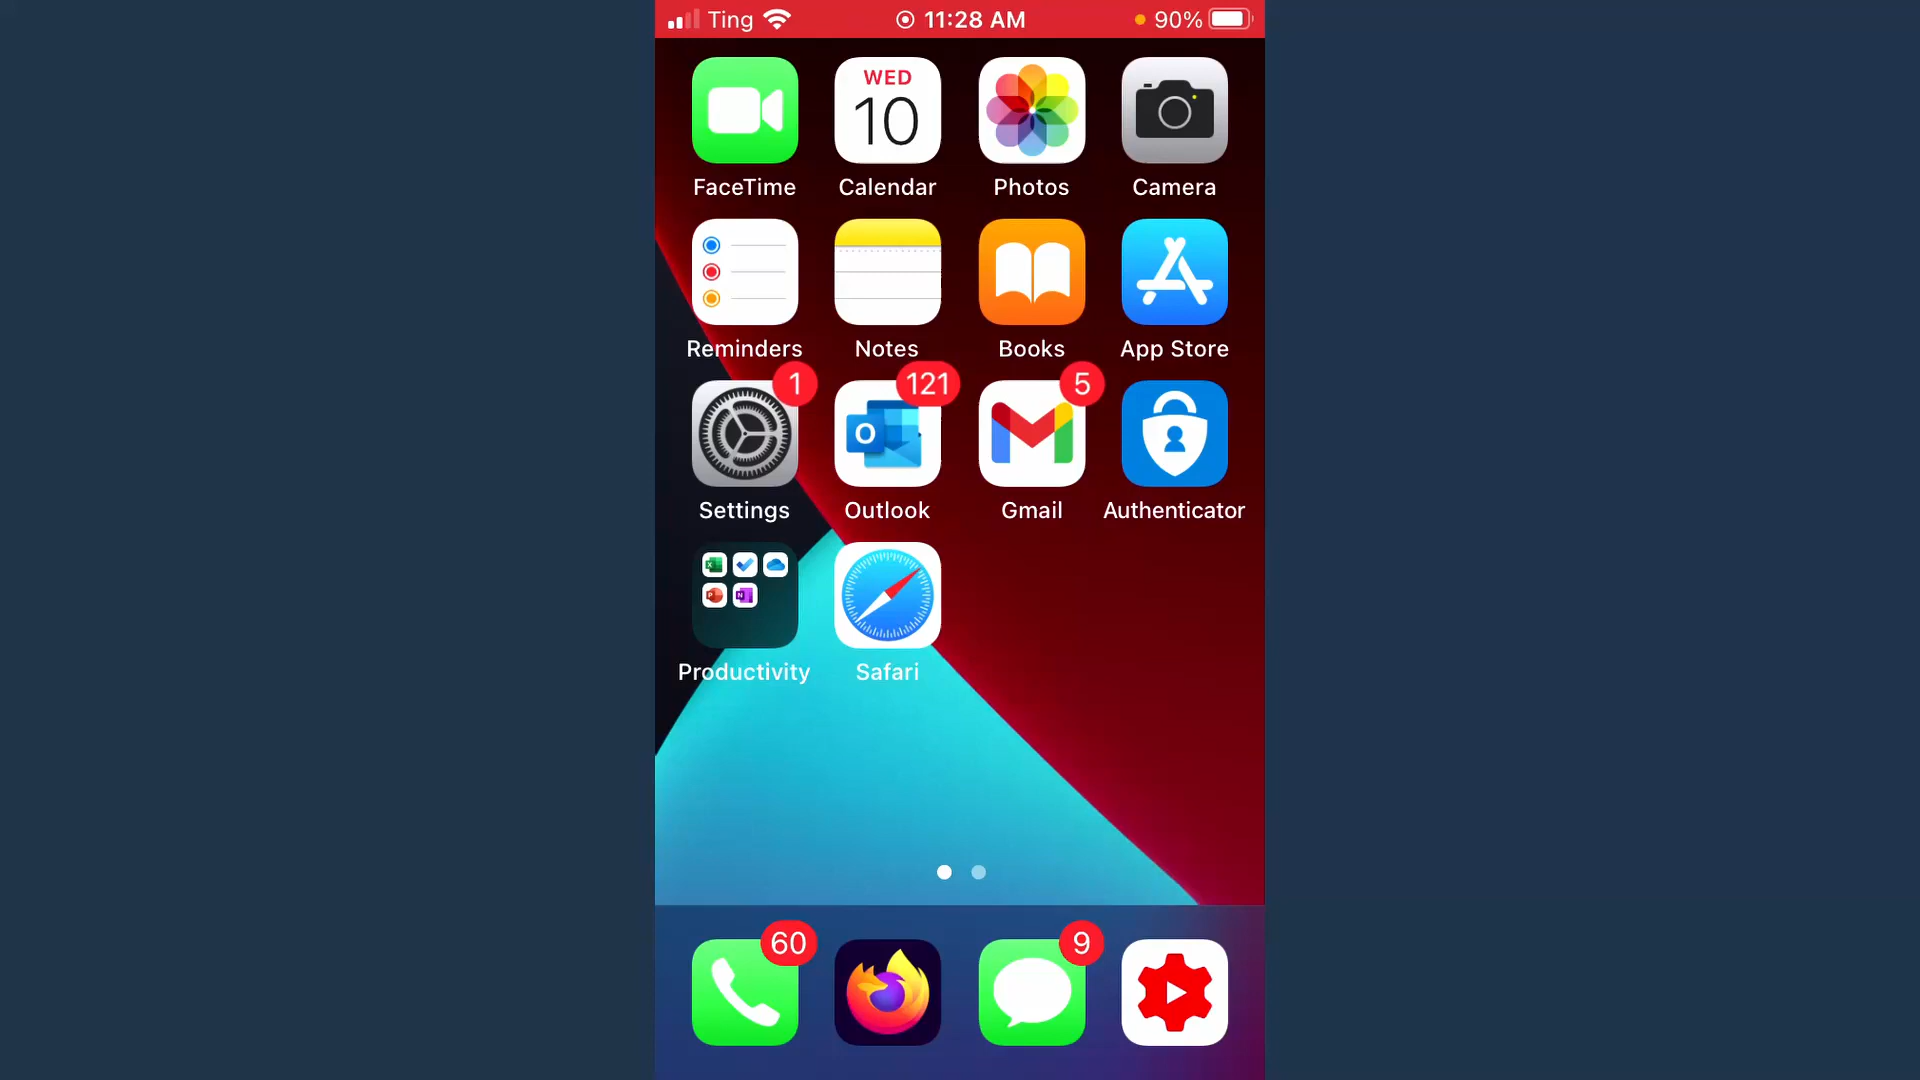 Ting 11:28 AM 90%
WED
10
FaceTime Calendar Photos Camera
Reminders Notes Books App Store
1 121 5
O
Settings Outlook Gmail Authenticator
Productivity Safari
60 9